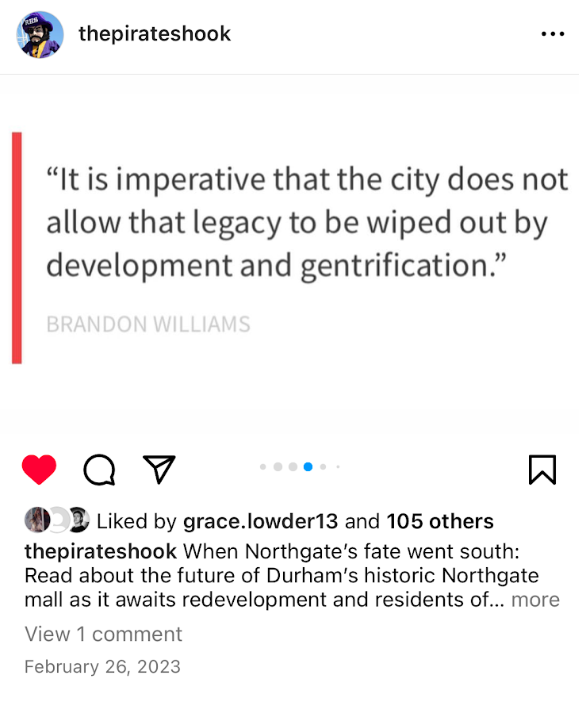 thepirateshook
“It is imperative that the city does not
allow that legacy to be wiped out by
development and gentrification.”
BRANDON WILLIAMS
Liked by grace.lowder13 and 105 others
thepirateshook When Northgate’s fate went south:
Read about the future of Durham’s historic Northgate
mall as it awaits redevelopment and residents of... more
View 1 comment
February 26, 2023